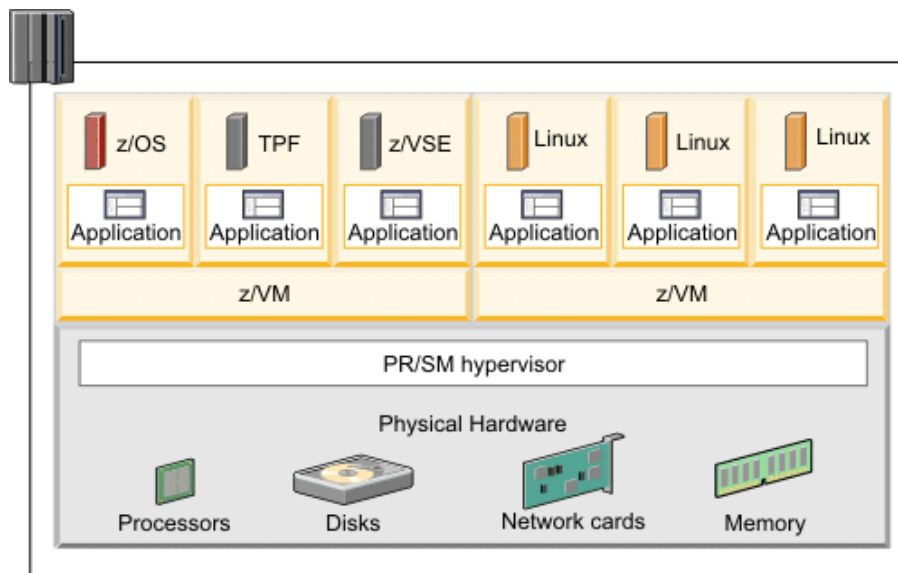 z/OS
TPF
z/VSE
Linux
Linux
Linux
Application
Application
Application
Application
Application
Application
z/VM
z/VM
PR/SM hypervisor
Physical Hardware
Processors
Disks
Network cards
Memory